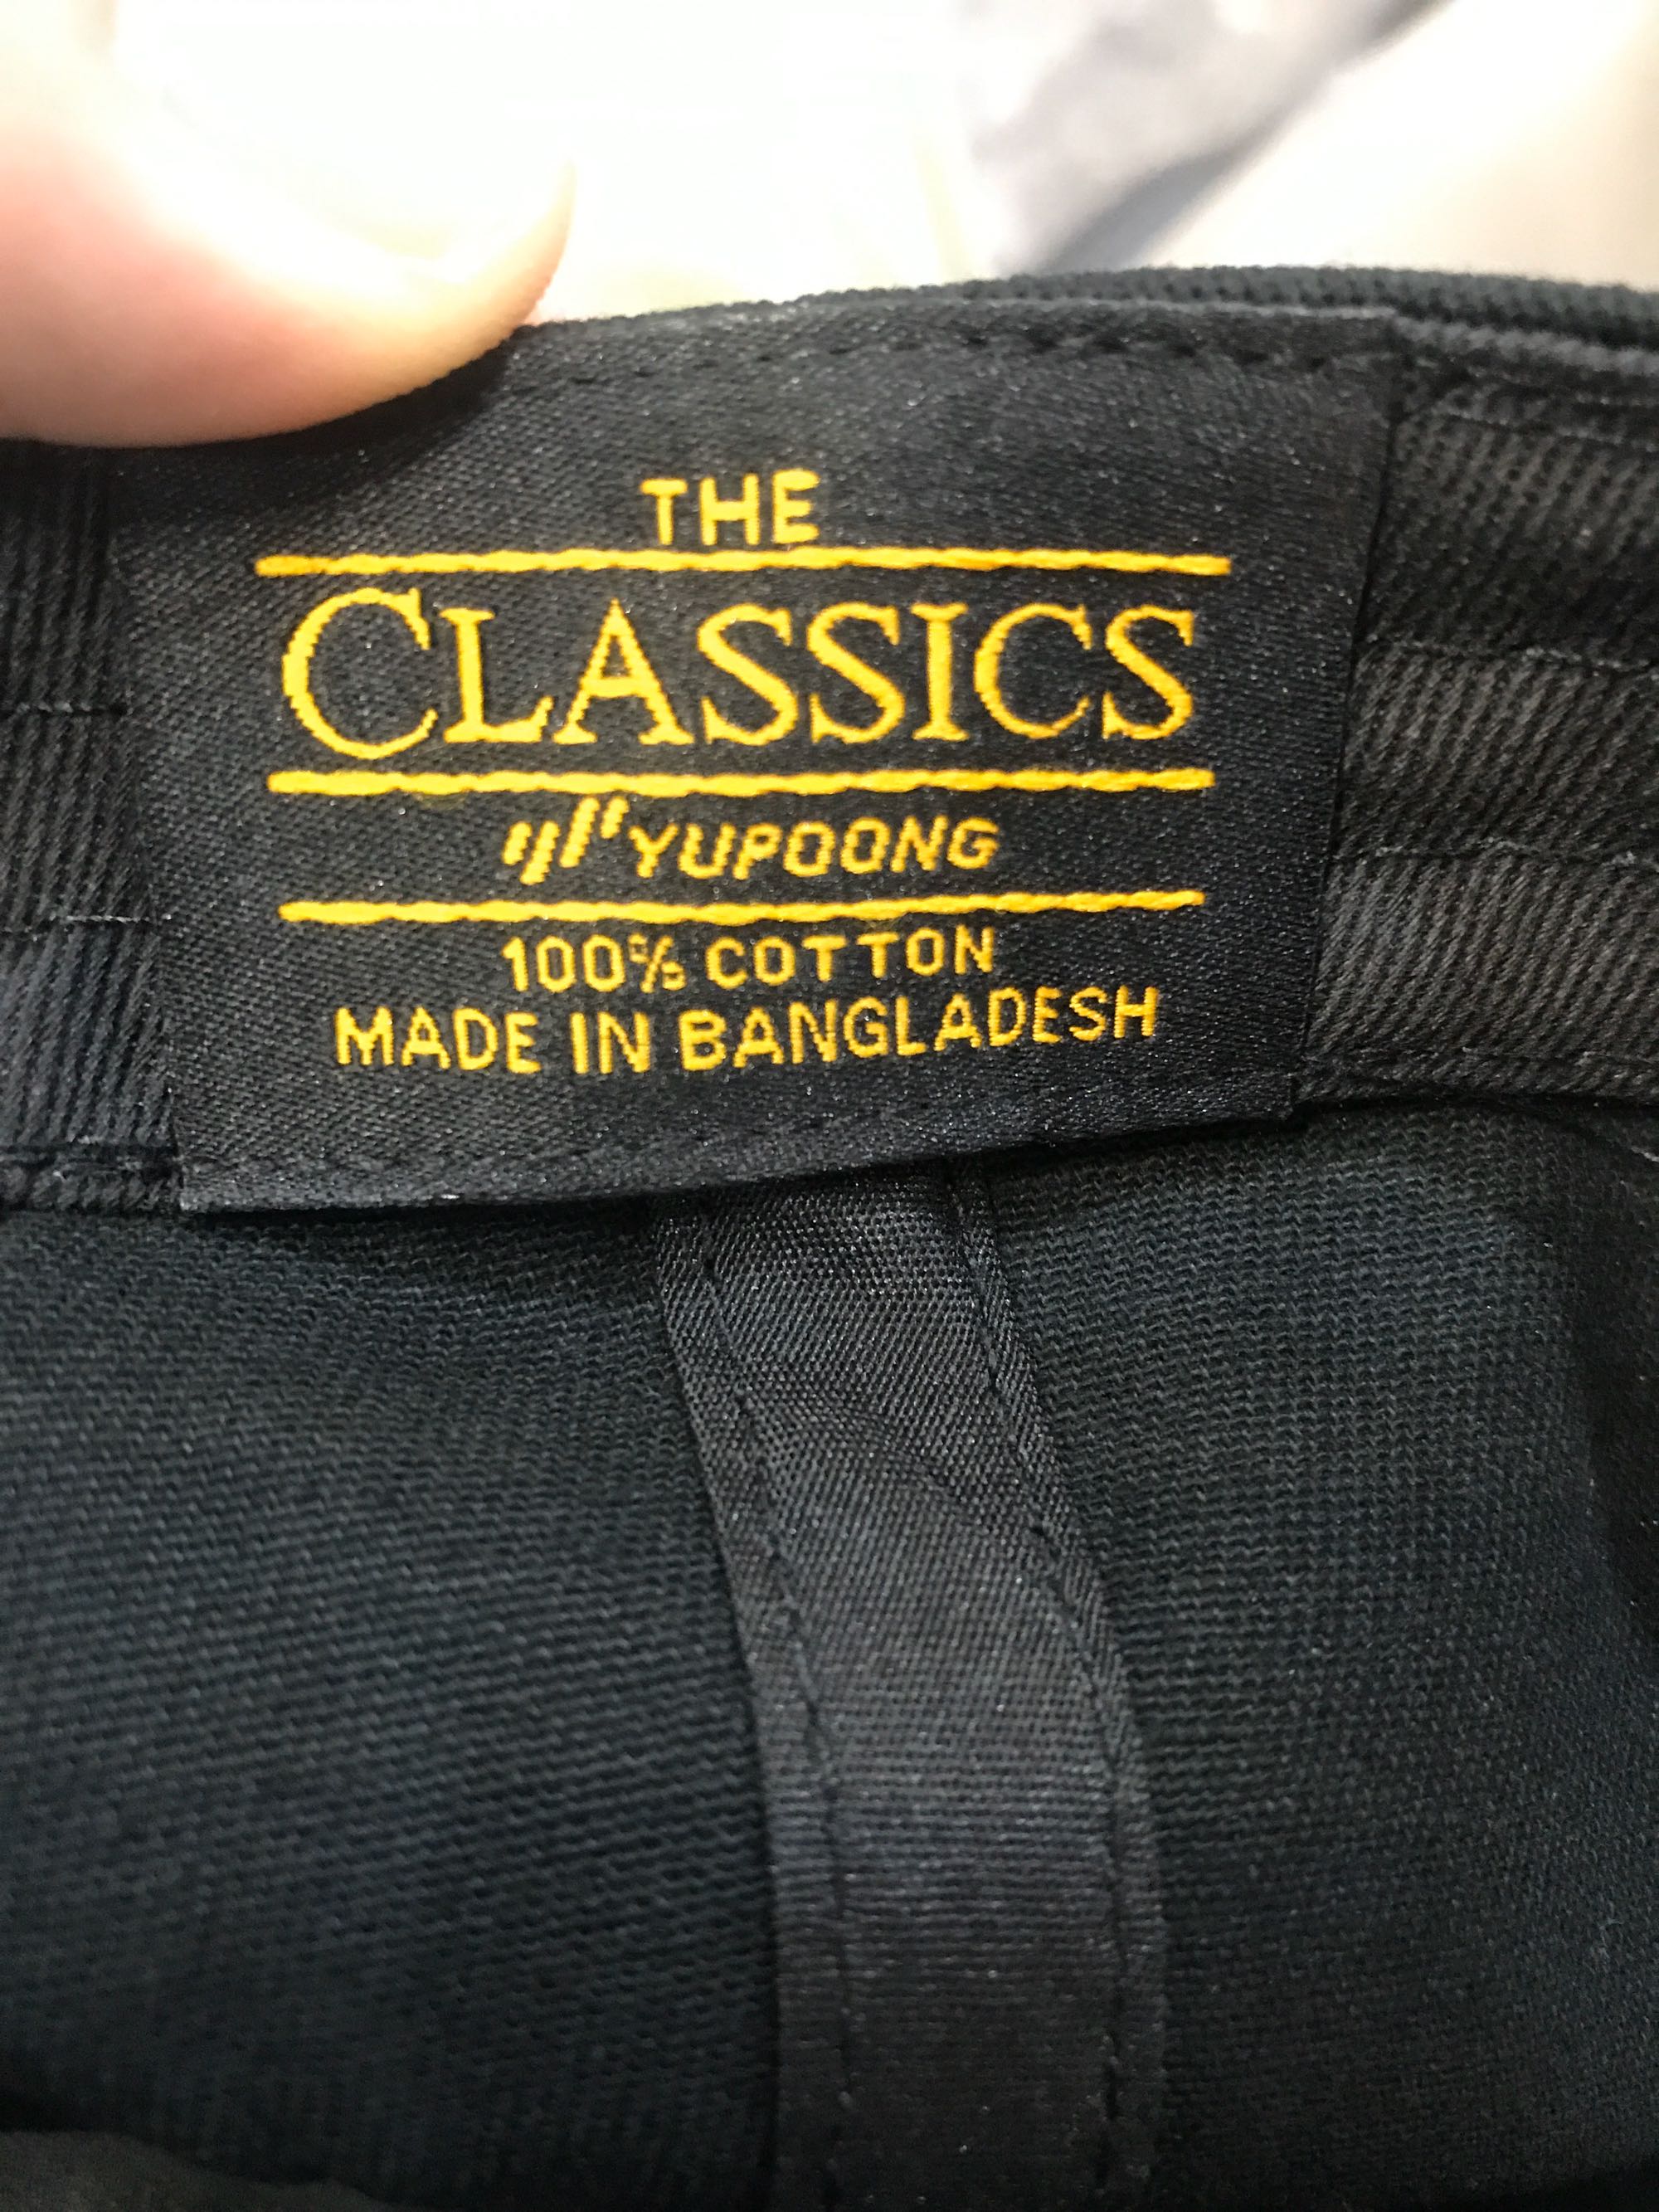 THE
CLASSICS
YUPOONG
100% COTTON
MADE IN BANGLADESH